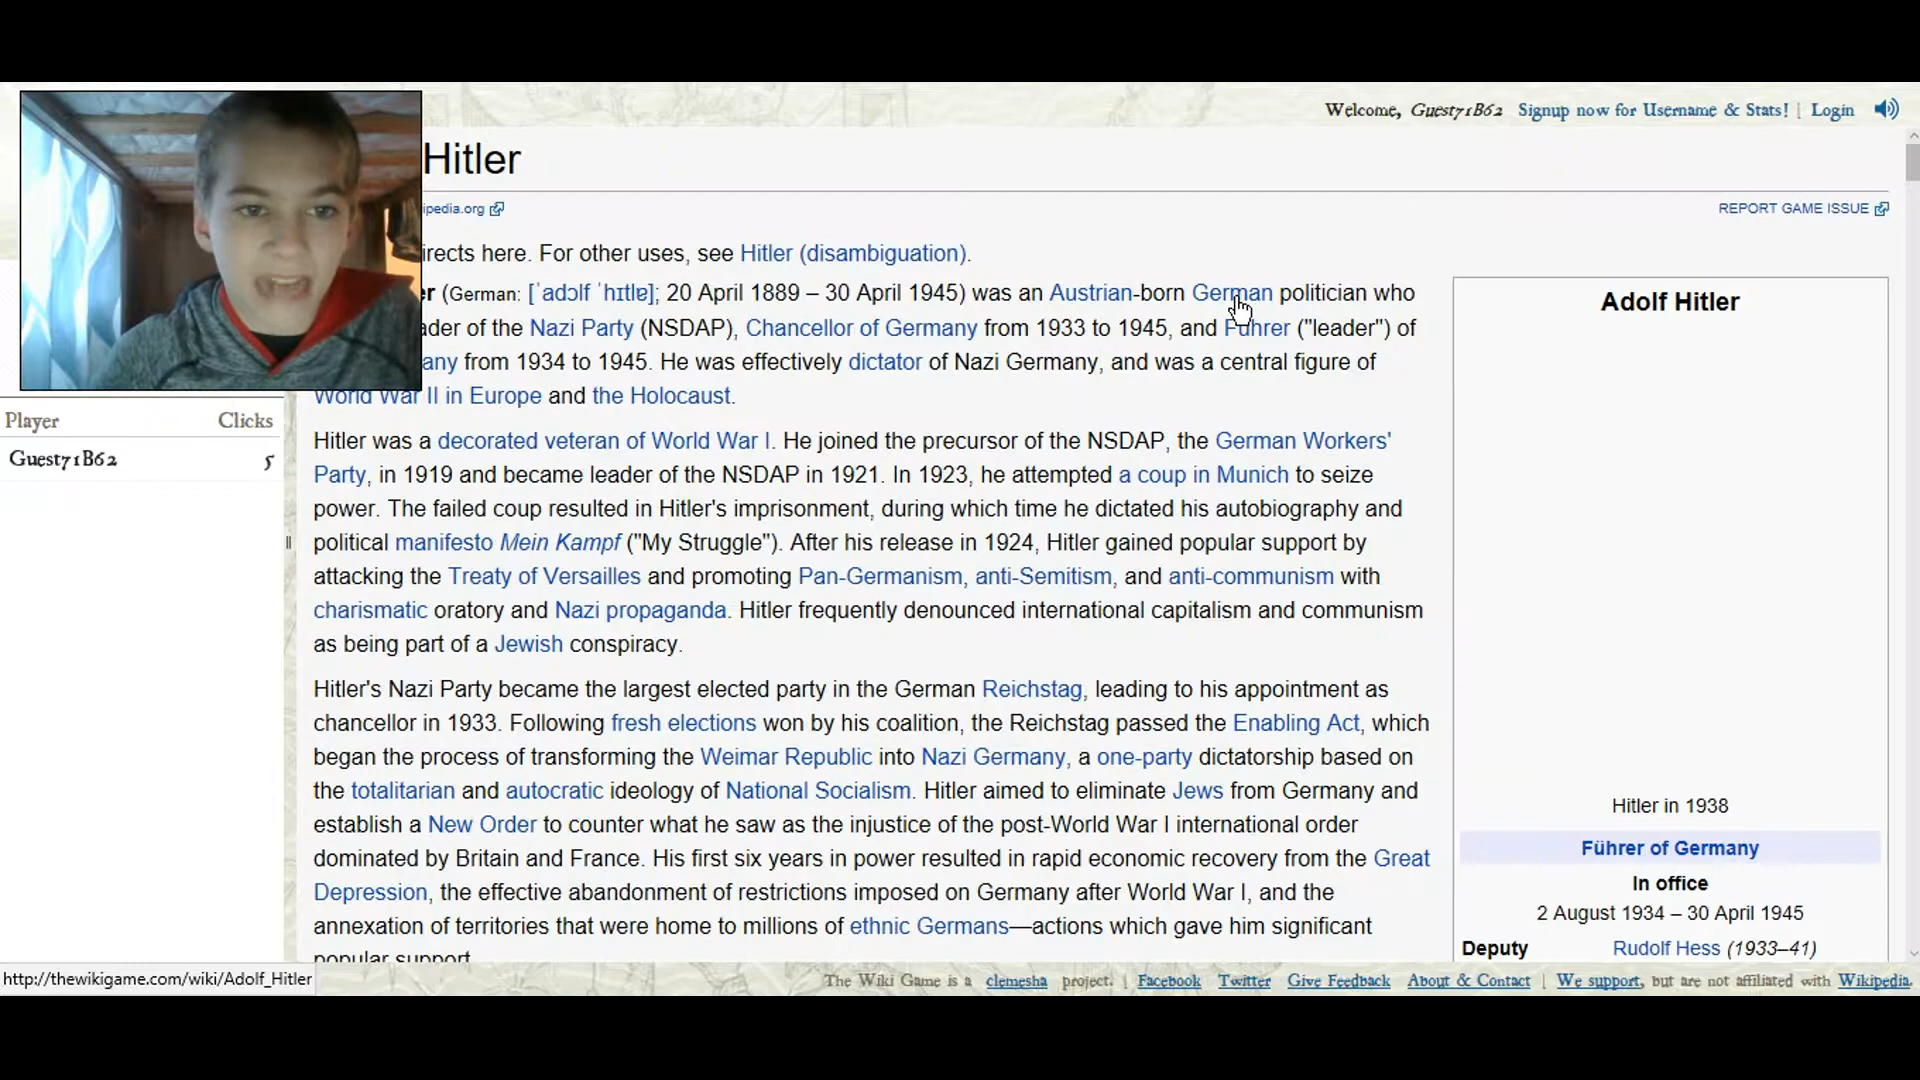 Welcome, Guest71B62 Signup now for Username & Stats! | Login
Hitler
ipedia.org
REPORT GAME ISSUE
irects here. For other uses, see Hitler (disambiguation).
er (German: [ˈadɔlf ˈhɪtlɐ]; 20 April 1889 – 30 April 1945) was an Austrian-born German politician who
ader of the Nazi Party (NSDAP), Chancellor of Germany from 1933 to 1945, and Führer ("leader") of
any from 1934 to 1945. He was effectively dictator of Nazi Germany, and was a central figure of
World War II in Europe and the Holocaust.
Hitler was a decorated veteran of World War I. He joined the precursor of the NSDAP, the German Workers'
Party, in 1919 and became leader of the NSDAP in 1921. In 1923, he attempted a coup in Munich to seize
power. The failed coup resulted in Hitler's imprisonment, during which time he dictated his autobiography and
political manifesto Mein Kampf ("My Struggle"). After his release in 1924, Hitler gained popular support by
attacking the Treaty of Versailles and promoting Pan-Germanism, anti-Semitism, and anti-communism with
charismatic oratory and Nazi propaganda. Hitler frequently denounced international capitalism and communism
as being part of a Jewish conspiracy.
Hitler's Nazi Party became the largest elected party in the German Reichstag, leading to his appointment as
chancellor in 1933. Following fresh elections won by his coalition, the Reichstag passed the Enabling Act, which
began the process of transforming the Weimar Republic into Nazi Germany, a one-party dictatorship based on
the totalitarian and autocratic ideology of National Socialism. Hitler aimed to eliminate Jews from Germany and
establish a New Order to counter what he saw as the injustice of the post-World War I international order
dominated by Britain and France. His first six years in power resulted in rapid economic recovery from the Great
Depression, the effective abandonment of restrictions imposed on Germany after World War I, and the
annexation of territories that were home to millions of ethnic Germans—actions which gave him significant
popular support.
Adolf Hitler
Hitler in 1938
Führer of Germany
In office
2 August 1934 – 30 April 1945
Deputy Rudolf Hess (1933–41)
Player Clicks
Guest71B62 5
http://thewikigame.com/wiki/Adolf_Hitler
The Wiki Game is a clemesha project. | Facebook Twitter Give Feedback About & Contact | We support, but are not affiliated with Wikipedia.